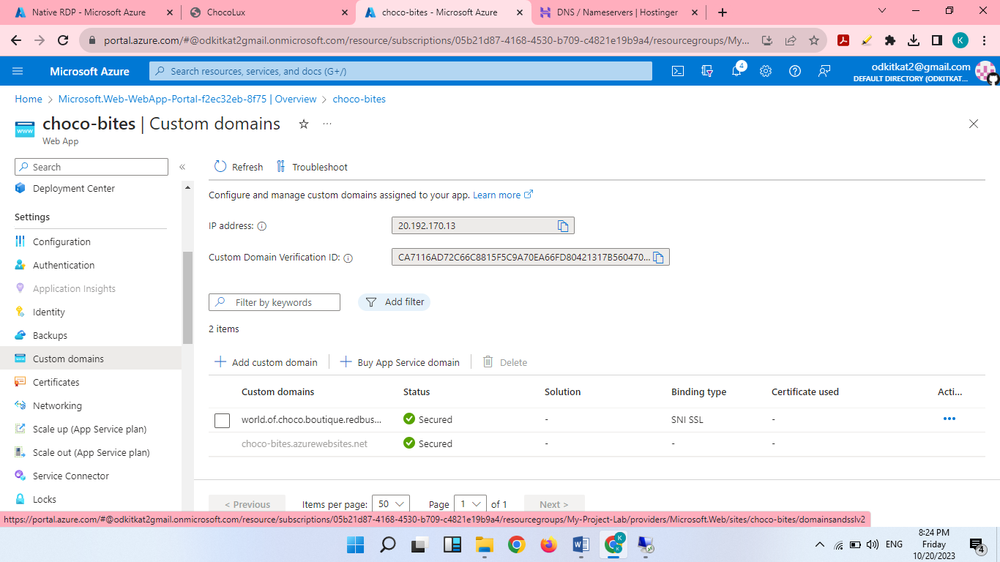 Native RDP - Microsoft Azure
ChocoLux
choco-bites - Microsoft Azure
DNS / Nameservers | Hostinger
portal.azure.com/#@odkitkat2gmail.onmicrosoft.com/resource/subscriptions/05b21d87-4168-4530-b709-c4821e19b9a4/resourcegroups/My...
K
Microsoft Azure
Search resources, services, and docs (G+/)
4
odkitkat2@gmail.com
DEFAULT DIRECTORY (ODKITKAT...
Home > Microsoft.Web-WebApp-Portal-f2ec32eb-8f75 | Overview > choco-bites
www
choco-bites | Custom domains
Web App
Search
«
Deployment Center
Settings
Configuration
Authentication
Application Insights
Identity
Backups
Custom domains
Certificates
Networking
Scale up (App Service plan)
Scale out (App Service plan)
Service Connector
Locks
Refresh
Troubleshoot
Configure and manage custom domains assigned to your app. Learn more
IP address:
20.192.170.13
Custom Domain Verification ID:
CA7116AD72C66C8815F5C9A70EA66FD80421317B560470...
Filter by keywords
Add filter
2 items
Add custom domain
Buy App Service domain
Delete
Custom domains Status Solution Binding type Certificate used Acti...
world.of.choco.boutique.redbus... Secured - SNI SSL -
choco-bites.azurewebsites.net Secured - - -
< Previous
Items per page: 50
Page 1 of 1
Next >
https://portal.azure.com/#@odkitkat2gmail.onmicrosoft.com/resource/subscriptions/05b21d87-4168-4530-b709-c4821e19b9a4/resourcegroups/My-Project-Lab/providers/Microsoft.Web/sites/choco-bites/domainsandsslv2
K
ENG
8:24 PM
Friday
10/20/2023
4